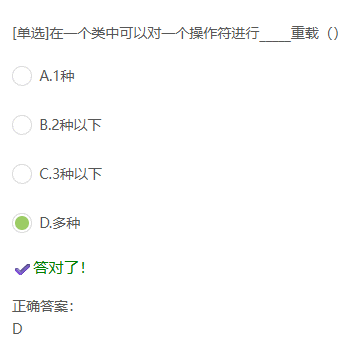 [单选]在一个类中可以对一个操作符进行____重载（）
A.1种
B.2种以下
C.3种以下
D.多种
答对了!
正确答案:
D